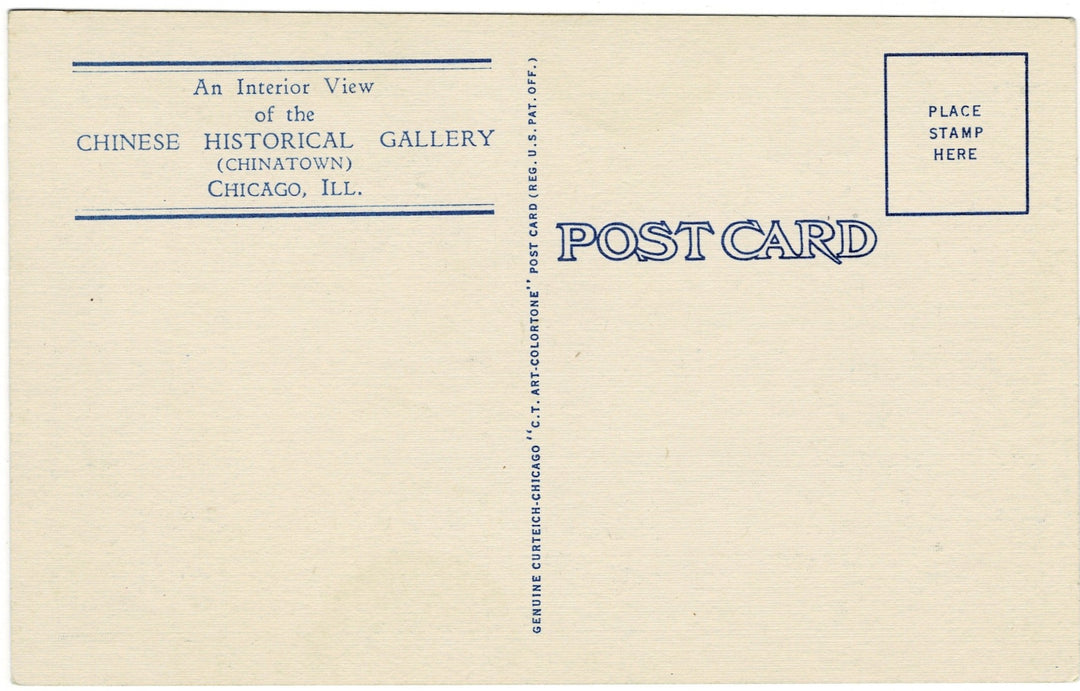 An Interior View
of the
CHINESE HISTORICAL GALLERY
(CHINATOWN)
CHICAGO, ILL.
GENUINE CURTEICH-CHICAGO "C.T. ART-COLORTONE" POST CARD (REG. U.S. PAT. OFF.)
POST CARD
PLACE
STAMP
HERE